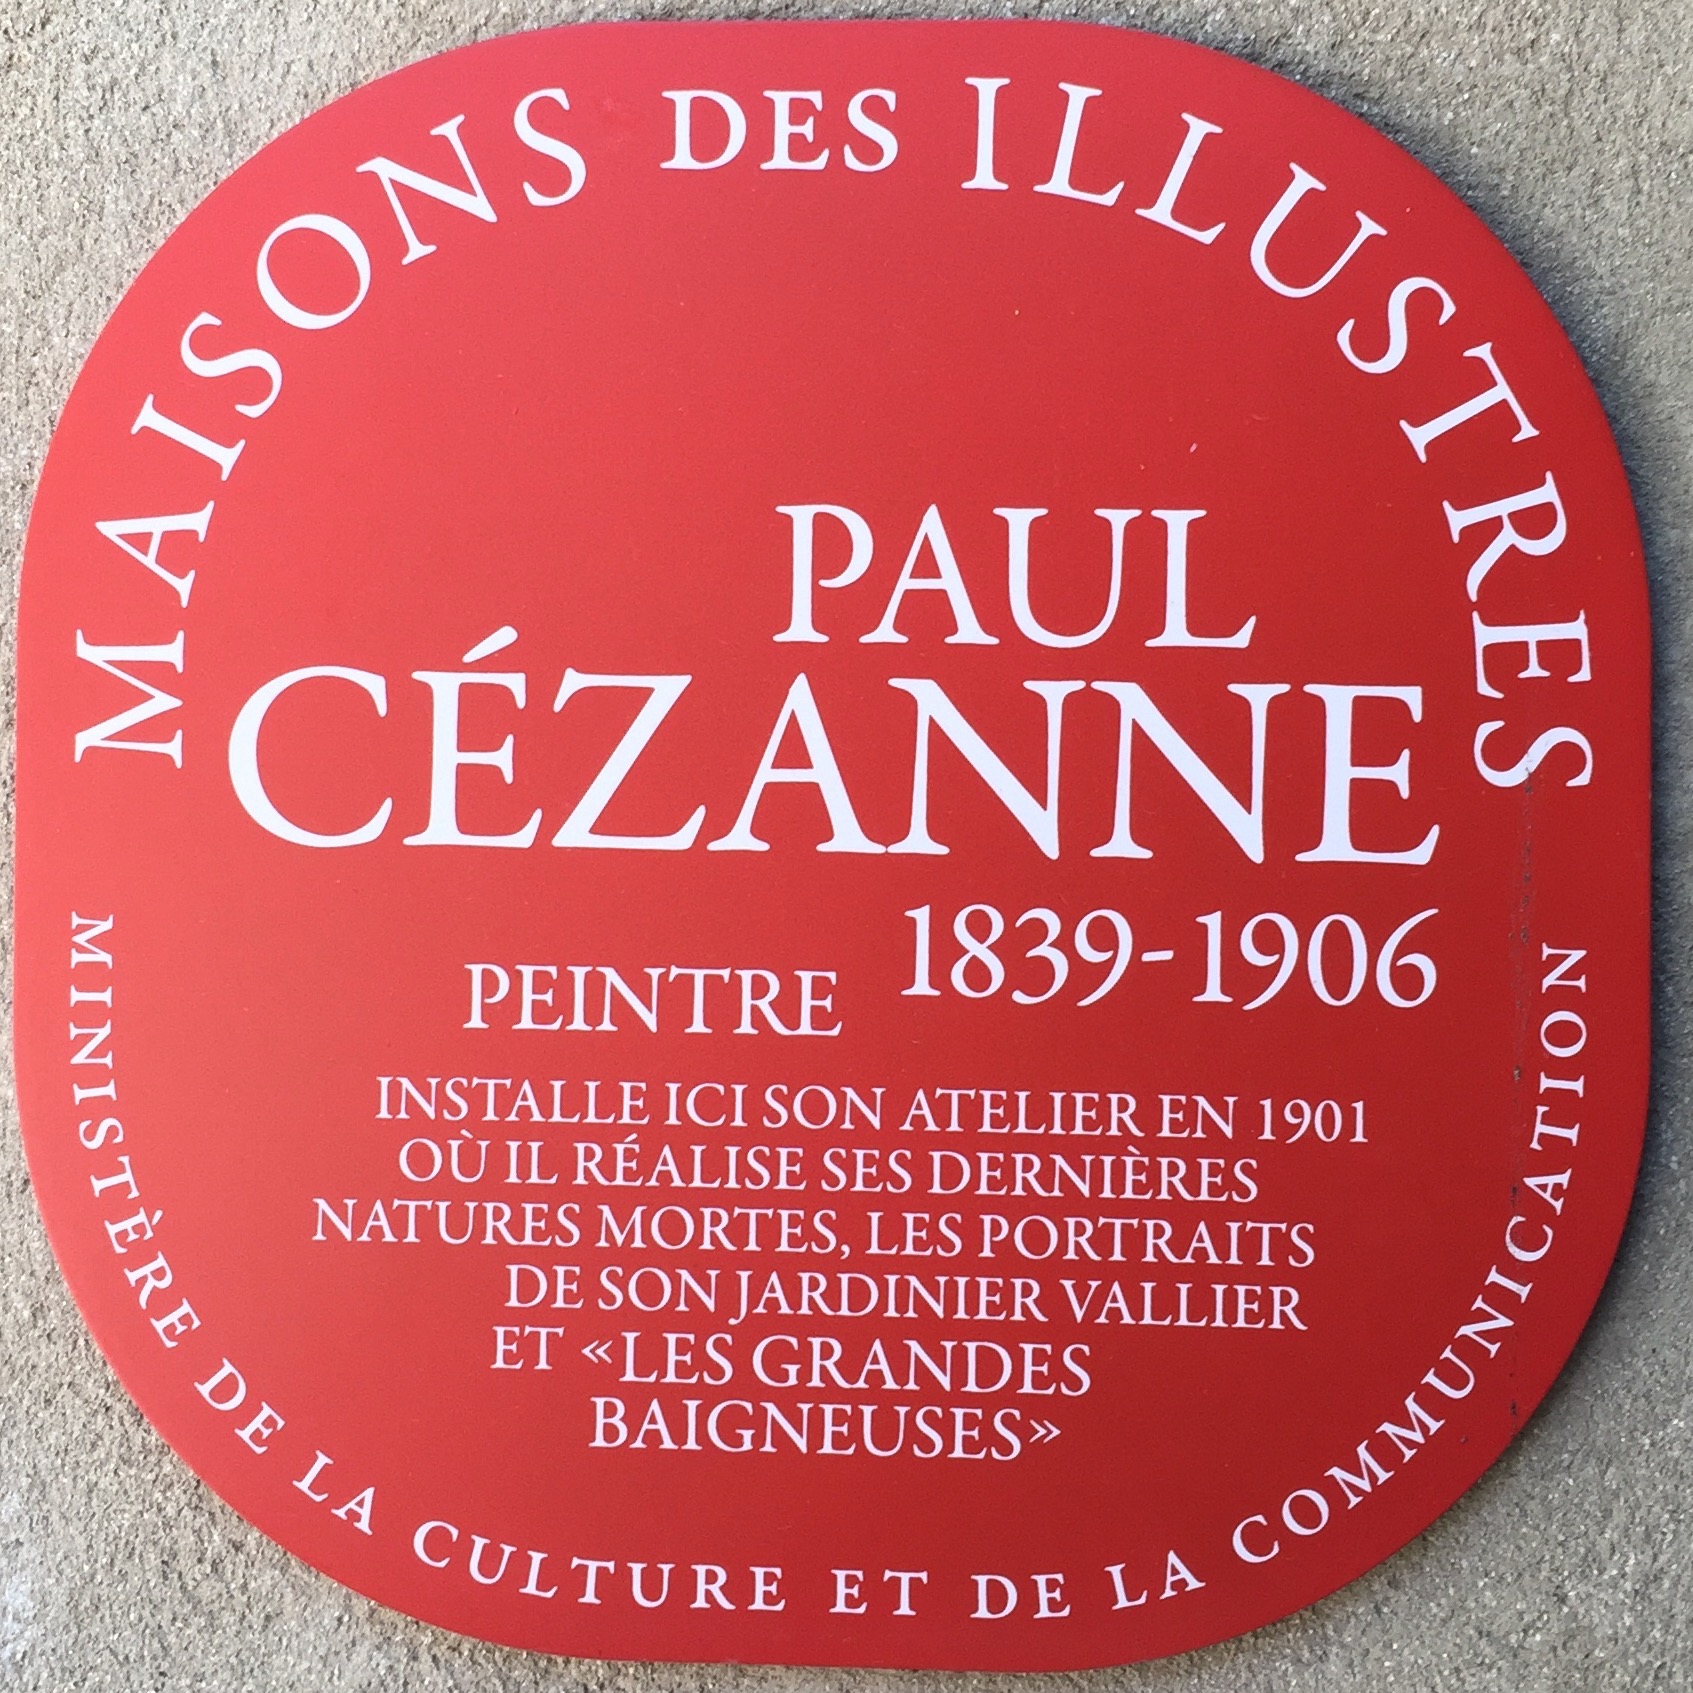 MAISONS DES ILLUSTRES
PAUL
CÉZANNE
1839-1906
PEINTRE
INSTALLE ICI SON ATELIER EN 1901
OÙ IL RÉALISE SES DERNIÈRES
NATURES MORTES, LES PORTRAITS
DE SON JARDINIER VALLIER
ET «LES GRANDES
BAIGNEUSES»
MINISTÈRE DE LA CULTURE ET DE LA COMMUNICATION